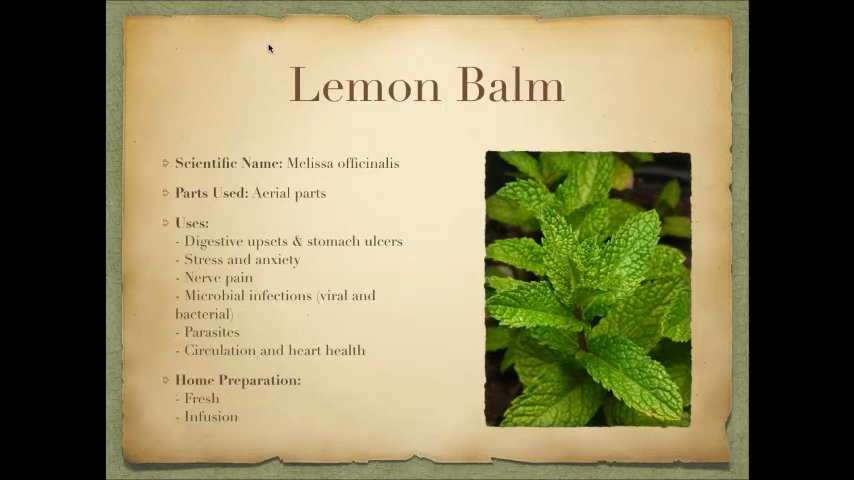 Lemon Balm
Scientific Name: Melissa officinalis
Parts Used: Aerial parts
Uses:
- Digestive upsets & stomach ulcers
- Stress and anxiety
- Nerve pain
- Microbial infections (viral and
bacterial)
- Parasites
- Circulation and heart health
Home Preparation:
- Fresh
- Infusion